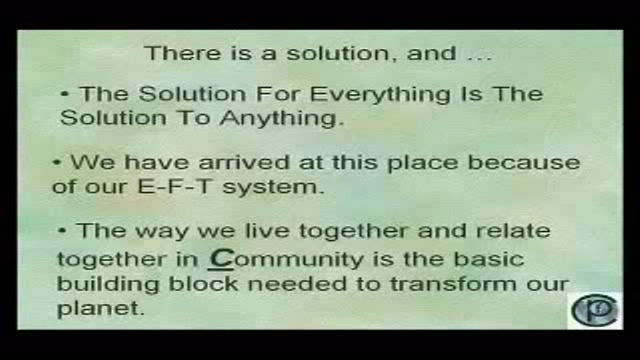 There is a solution, and ...
• The Solution For Everything Is The
Solution To Anything.
• We have arrived at this place because
of our E-F-T system.
• The way we live together and relate
together in Community is the basic
building block needed to transform our
planet.